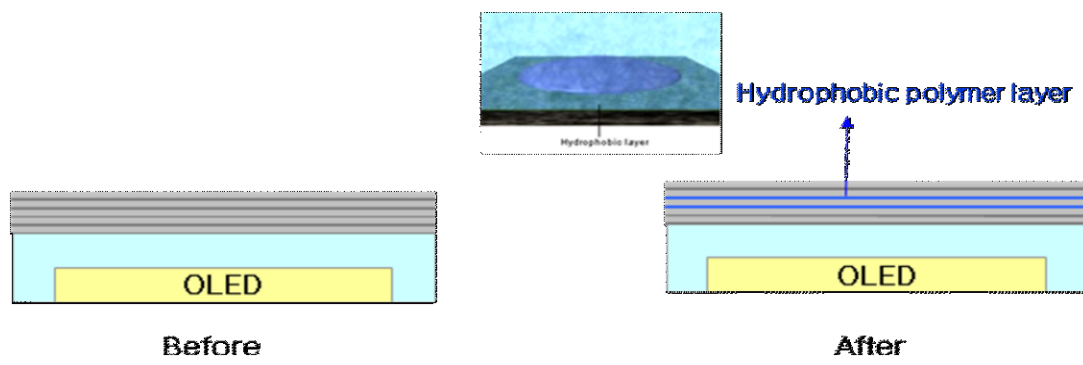 Hydrophobic layer
Hydrophobic polymer layer
OLED
OLED
Before
After